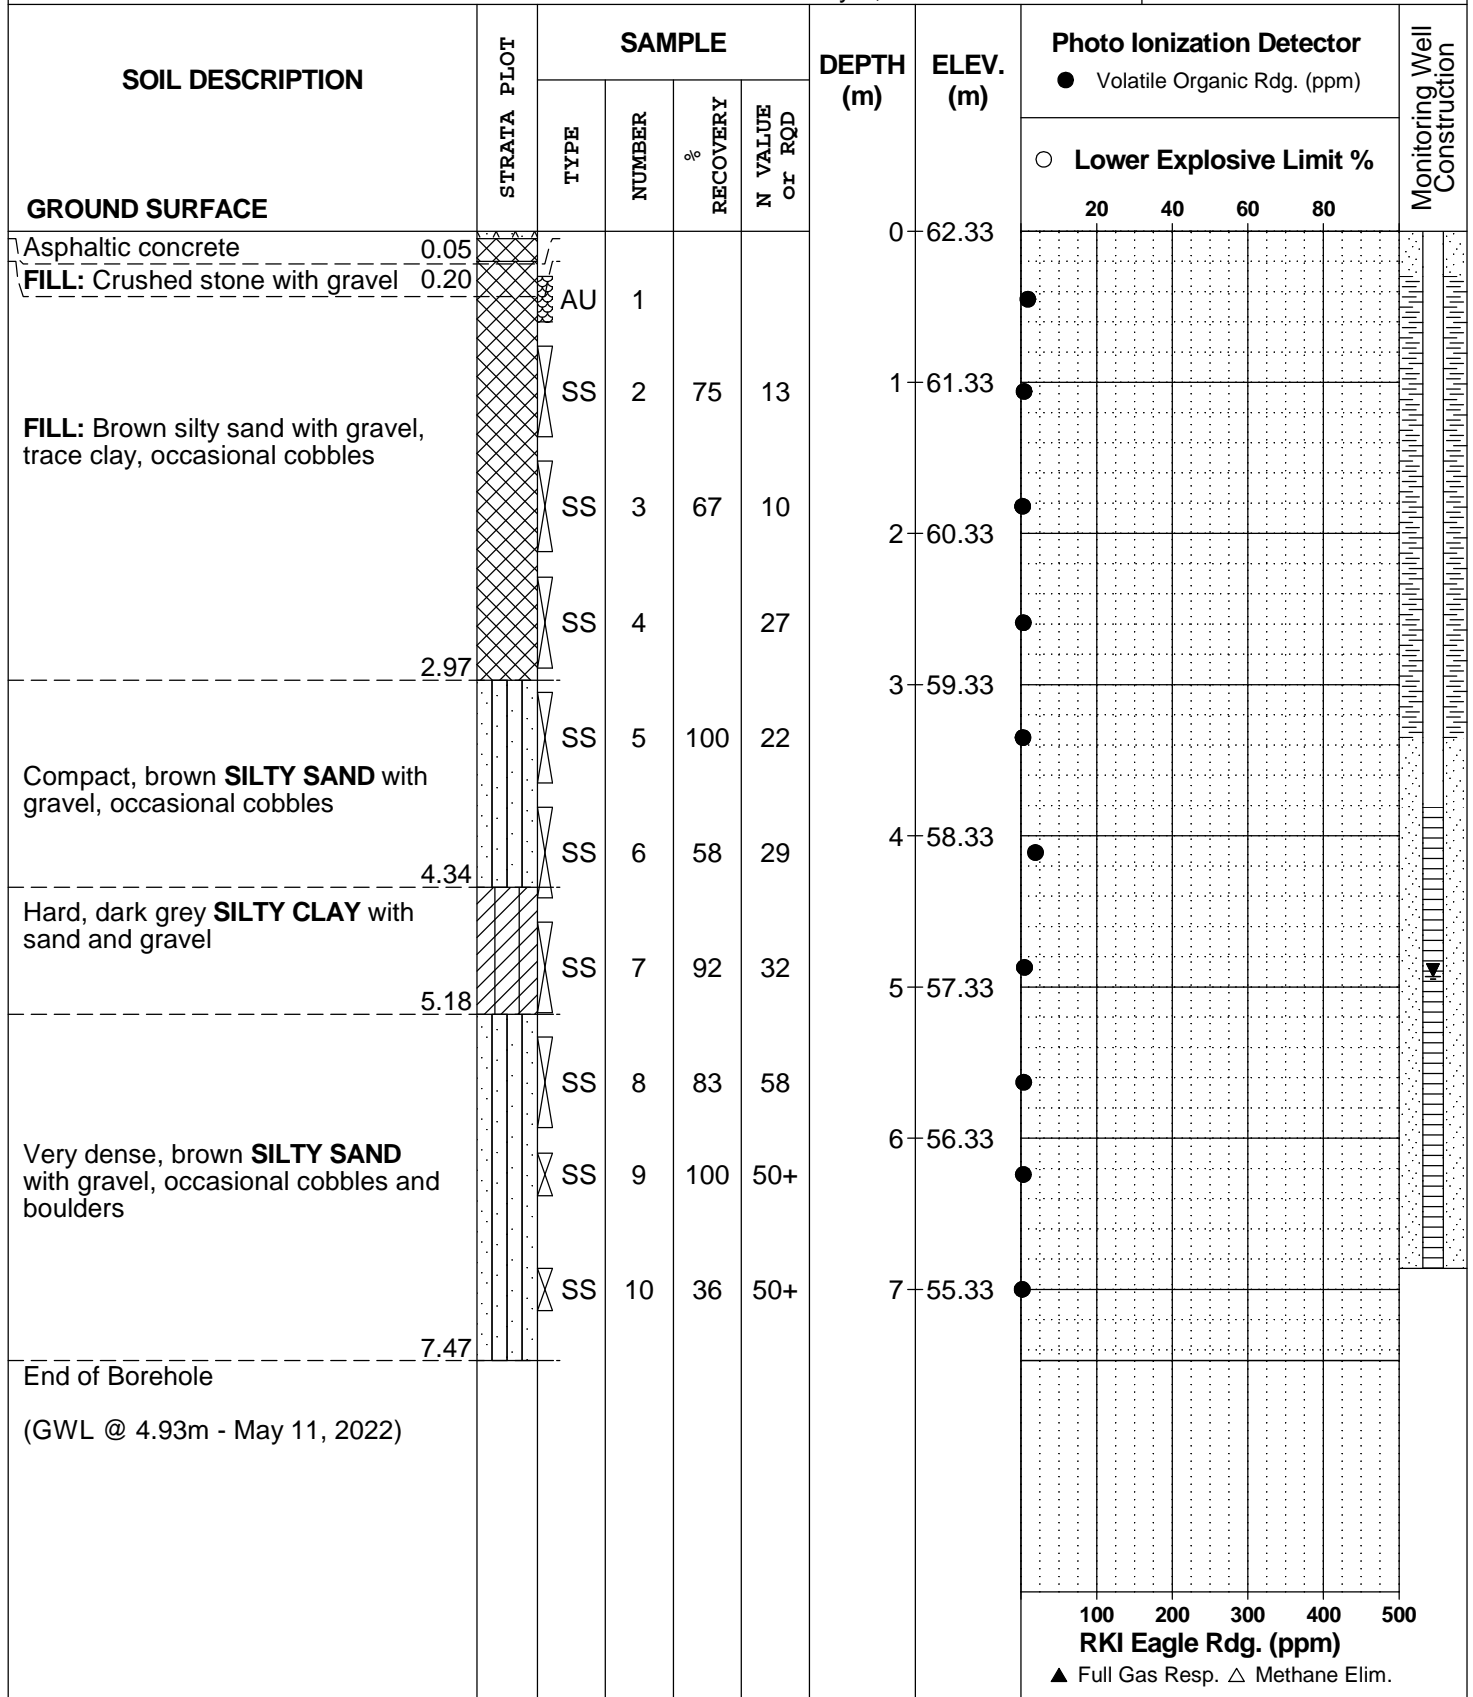 SOIL DESCRIPTION
GROUND SURFACE
STRATA PLOT
SAMPLE
TYPE
NUMBER
% RECOVERY
N VALUE or RQD
DEPTH (m)
ELEV. (m)
Photo Ionization Detector
● Volatile Organic Rdg. (ppm)
○ Lower Explosive Limit %
20 40 60 80
Monitoring Well Construction
0 62.33
Asphaltic concrete 0.05
FILL: Crushed stone with gravel 0.20
AU 1
SS 2 75 13
1 61.33
FILL: Brown silty sand with gravel,
trace clay, occasional cobbles
SS 3 67 10
2 60.33
SS 4 27
2.97
3 59.33
SS 5 100 22
Compact, brown SILTY SAND with
gravel, occasional cobbles
4 58.33
SS 6 58 29
4.34
Hard, dark grey SILTY CLAY with
sand and gravel
SS 7 92 32
5 57.33
5.18
SS 8 83 58
6 56.33
Very dense, brown SILTY SAND
with gravel, occasional cobbles and
boulders
SS 9 100 50+
SS 10 36 50+
7 55.33
7.47
End of Borehole
(GWL @ 4.93m - May 11, 2022)
100 200 300 400 500
RKI Eagle Rdg. (ppm)
▲ Full Gas Resp. △ Methane Elim.